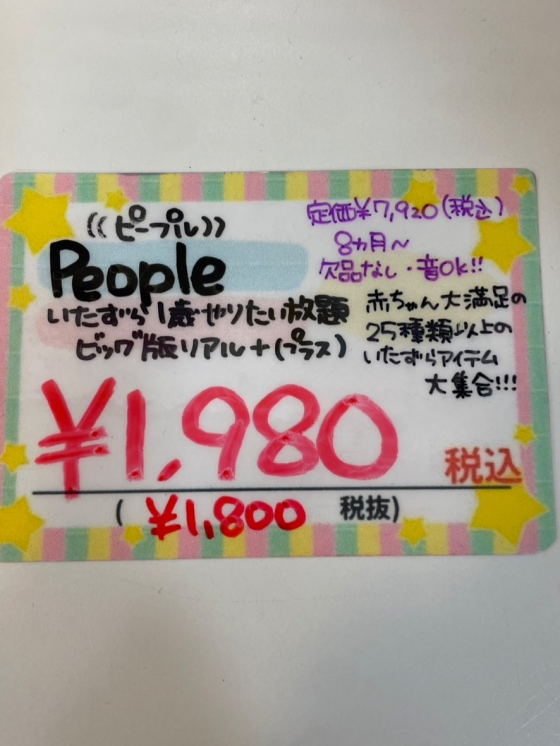 ((ピープル))
People
いたずら1歳やりたい放題
ビッグ版リアル+(プラス)
定価¥7,920(税込)
8ヵ月~
欠品なし・音OK!!
赤ちゃん大満足の
25種類以上の
いたずらアイテム
大集合!!!
¥1,980 税込
(¥1,800 税抜)